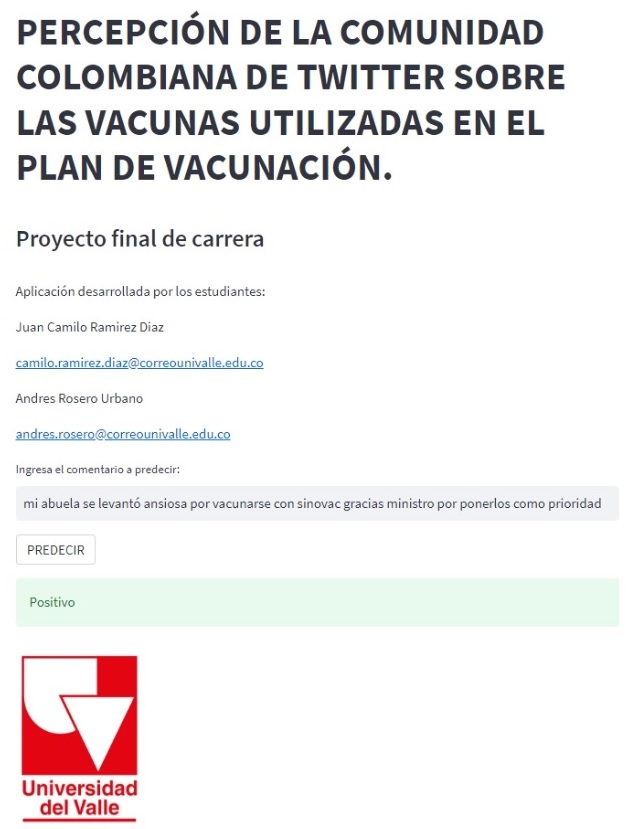 PERCEPCIÓN DE LA COMUNIDAD
COLOMBIANA DE TWITTER SOBRE
LAS VACUNAS UTILIZADAS EN EL
PLAN DE VACUNACIÓN.
Proyecto final de carrera
Aplicación desarrollada por los estudiantes:
Juan Camilo Ramirez Diaz
camilo.ramirez.diaz@correounivalle.edu.co
Andres Rosero Urbano
andres.rosero@correounivalle.edu.co
Ingresa el comentario a predecir:
mi abuela se levantó ansiosa por vacunarse con sinovac gracias ministro por ponerlos como prioridad
PREDECIR
Positivo
Universidad
del Valle